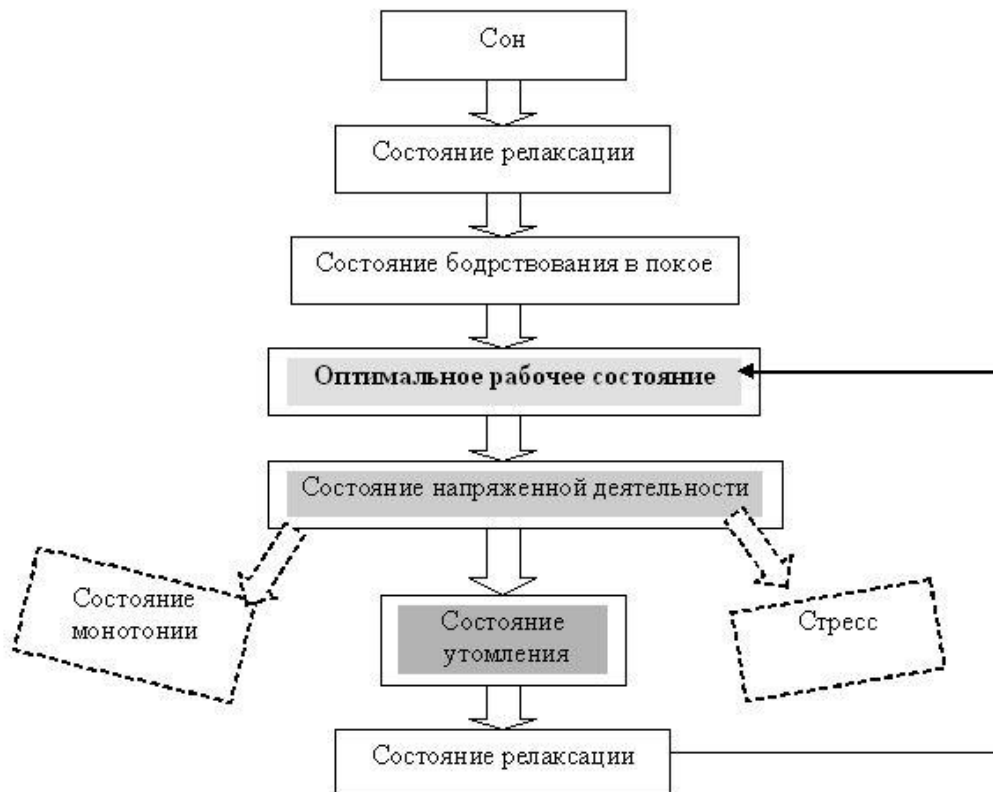 Сон
Состояние релаксации
Состояние бодрствования в покое
Оптимальное рабочее состояние
Состояние напряженной деятельности
Состояние
монотонии
Состояние
утомления
Стресс
Состояние релаксации